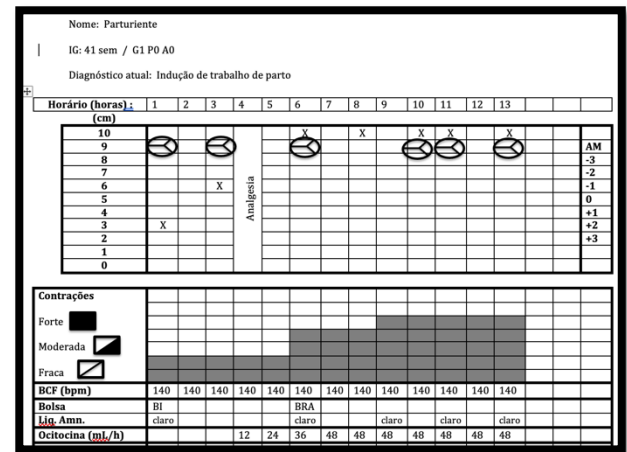 Nome: Parturiente
IG: 41 sem / G1 P0 A0
Diagnóstico atual: Indução de trabalho de parto
Horário (horas) : 1 2 3 4 5 6 7 8 9 10 11 12 13
(cm)
10 X X X X X
9 AM
8 -3
7 -2
6 X -1
5 0
4 +1
3 X +2
2 +3
1
0
Analgesia
Contrações
Forte
Moderada
Fraca
BCF (bpm) 140 140 140 140 140 140 140 140 140 140 140 140 140
Bolsa BI BRA
Liq. Amn. claro claro claro claro claro
Ocitocina (mL/h) 12 24 36 48 48 48 48 48 48 48